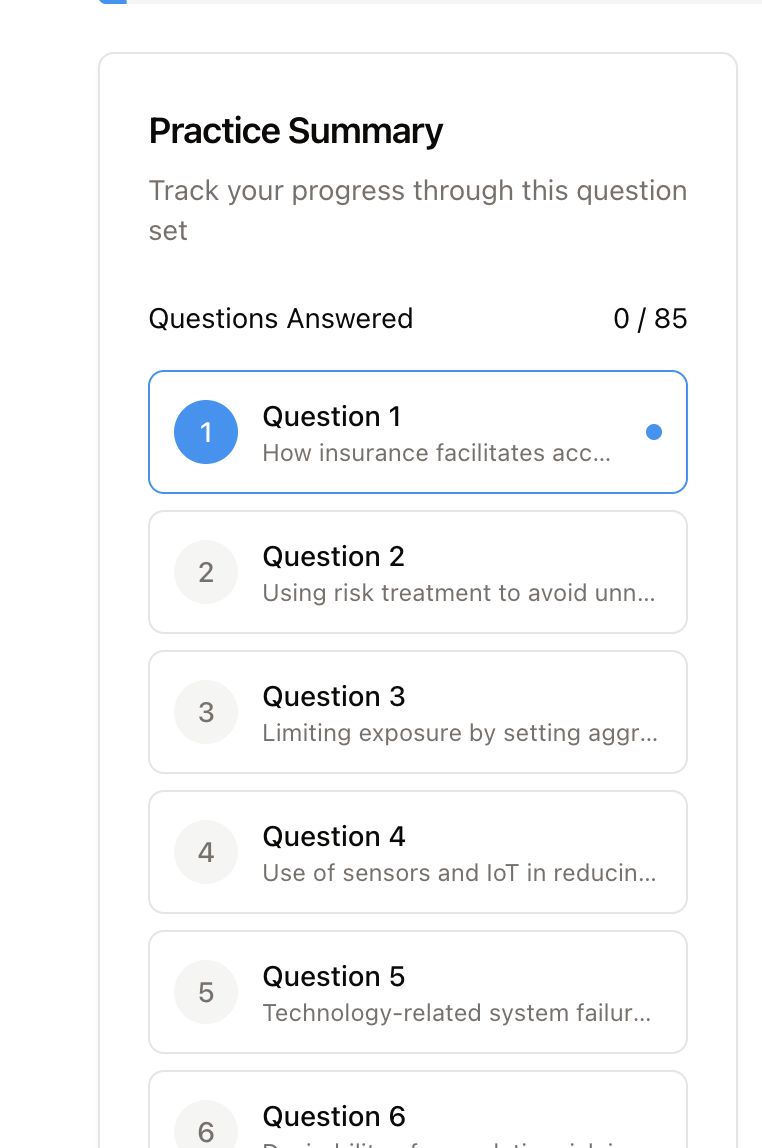 Practice Summary
Track your progress through this question
set
Questions Answered 0 / 85
1 Question 1
How insurance facilitates acc...
2 Question 2
Using risk treatment to avoid unn...
3 Question 3
Limiting exposure by setting aggr...
4 Question 4
Use of sensors and IoT in reducin...
5 Question 5
Technology-related system failur...
6 Question 6